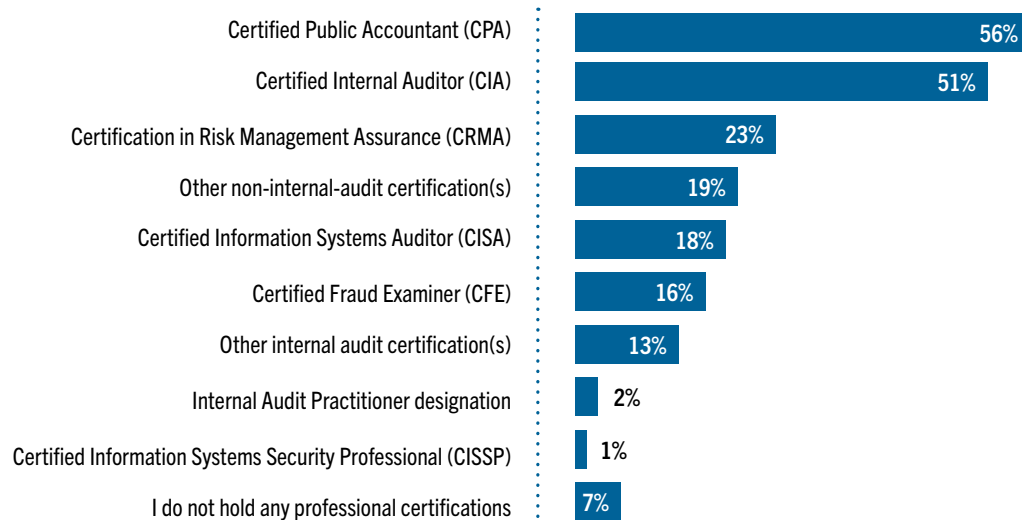 Certified Public Accountant (CPA) 56%
Certified Internal Auditor (CIA) 51%
Certification in Risk Management Assurance (CRMA) 23%
Other non-internal-audit certification(s) 19%
Certified Information Systems Auditor (CISA) 18%
Certified Fraud Examiner (CFE) 16%
Other internal audit certification(s) 13%
Internal Audit Practitioner designation 2%
Certified Information Systems Security Professional (CISSP) 1%
I do not hold any professional certifications 7%